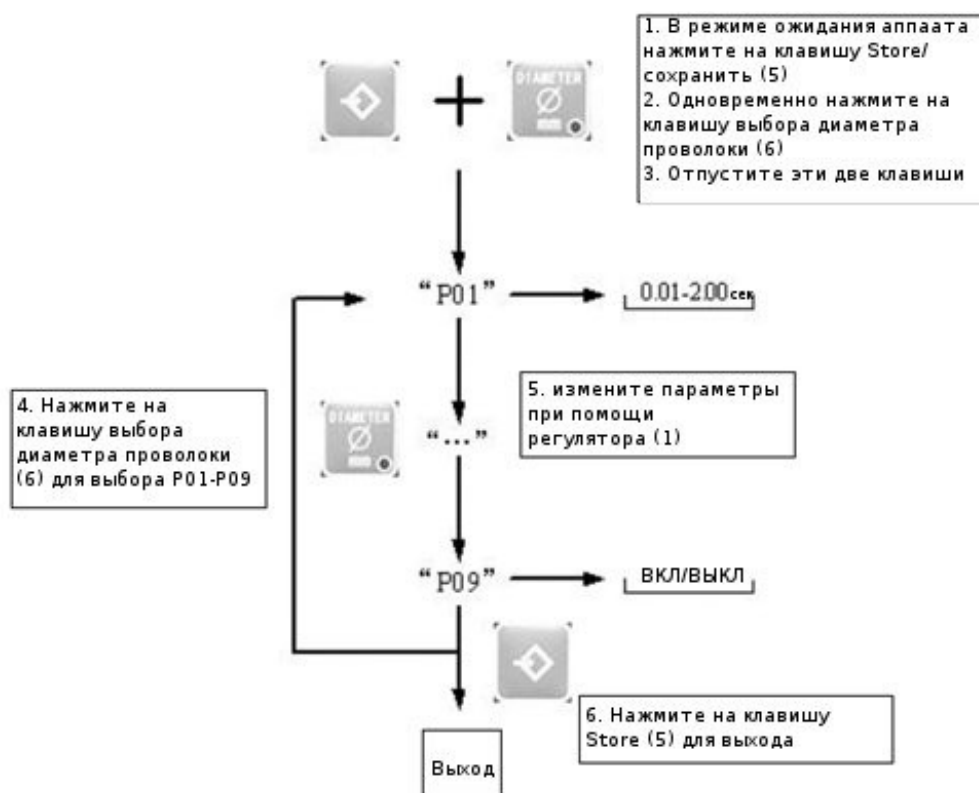 1. В режиме ожидания аппаата
нажмите на клавишу Store/
сохранить (5)
2. Одновременно нажмите на
клавишу выбора диаметра
проволоки (6)
3. Отпустите эти две клавиши
DIAMETER
Ø
mm
+
“P01”
0.01-2.00сек
4. Нажмите на
клавишу выбора
диаметра проволоки
(6) для выбора P01-P09
DIAMETER
Ø
mm
“...”
5. измените параметры
при помощи
регулятора (1)
“P09”
ВКЛ/ВЫКЛ
6. Нажмите на клавишу
Store (5) для выхода
Выход